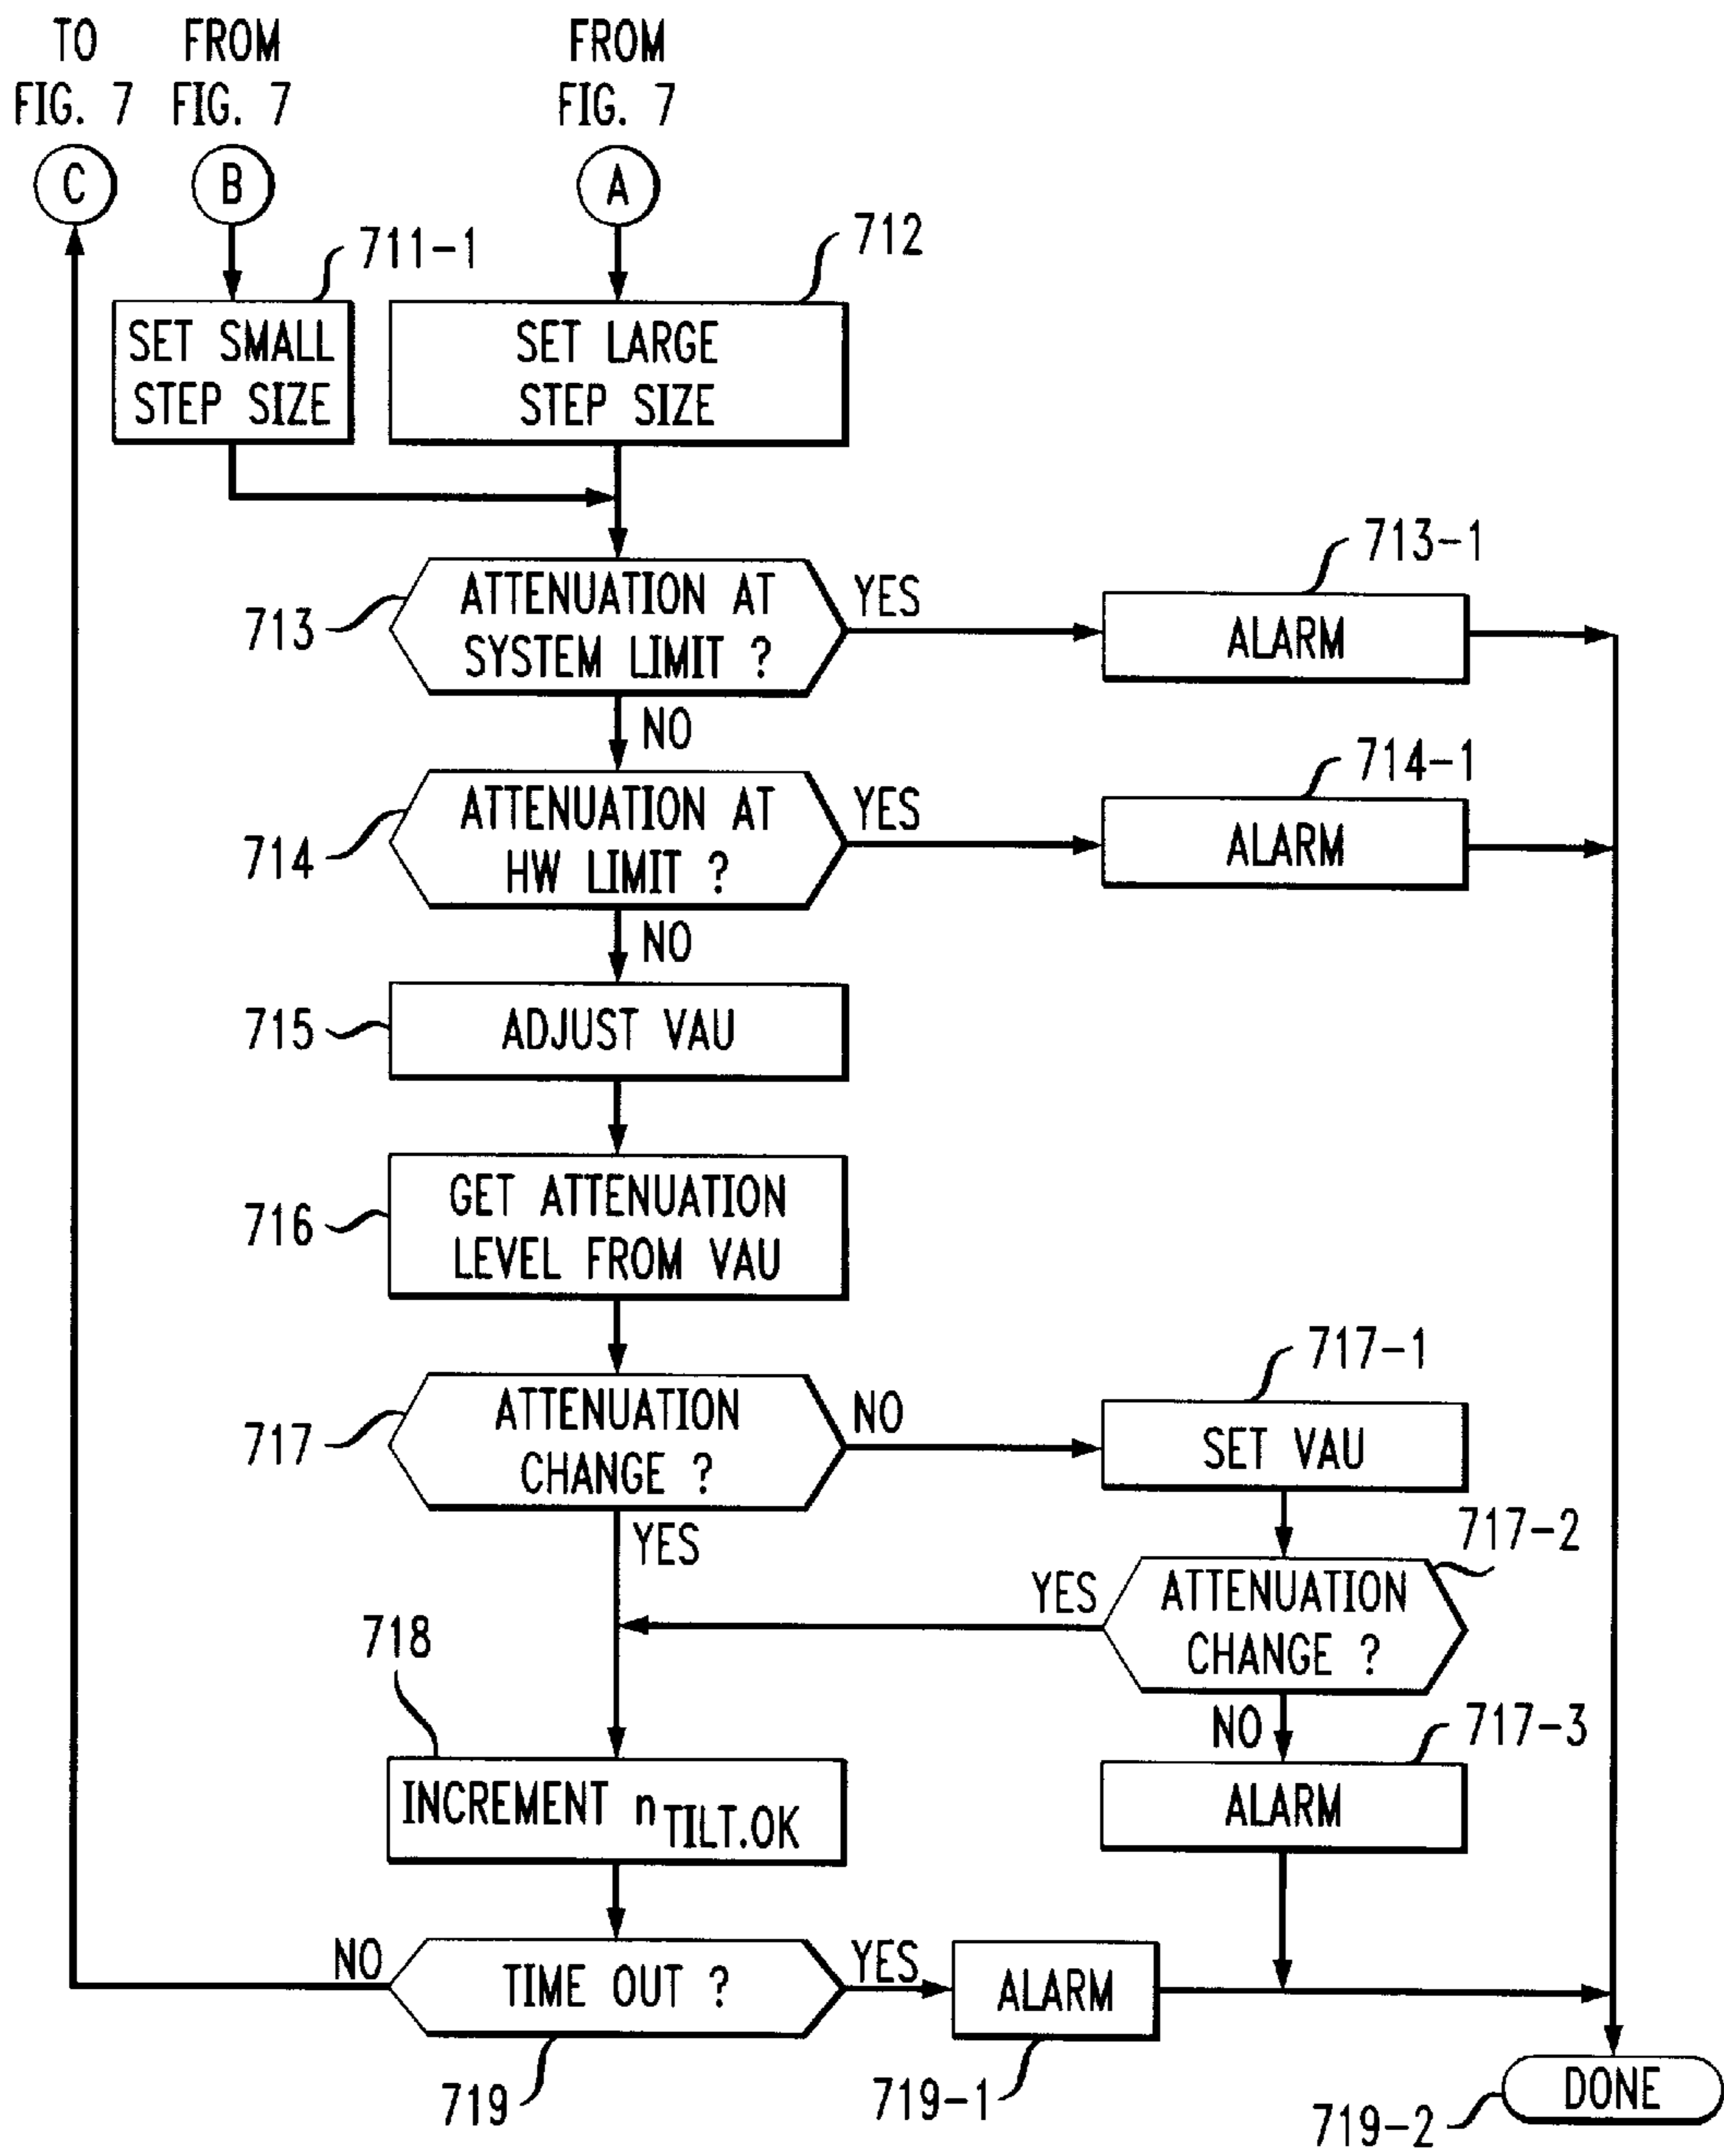 TO
FIG. 7
FROM
FIG. 7
FROM
FIG. 7
C
B
A
711-1
712
SET SMALL
STEP SIZE
SET LARGE
STEP SIZE
713
ATTENUATION AT
SYSTEM LIMIT ?
YES
713-1
ALARM
NO
714
ATTENUATION AT
HW LIMIT ?
YES
714-1
ALARM
NO
715
ADJUST VAU
716
GET ATTENUATION
LEVEL FROM VAU
717
ATTENUATION
CHANGE ?
NO
717-1
SET VAU
YES
717-2
YES
ATTENUATION
CHANGE ?
718
NO
717-3
INCREMENT nTILT.OK
ALARM
NO
TIME OUT ?
YES
ALARM
719
719-1
719-2
DONE